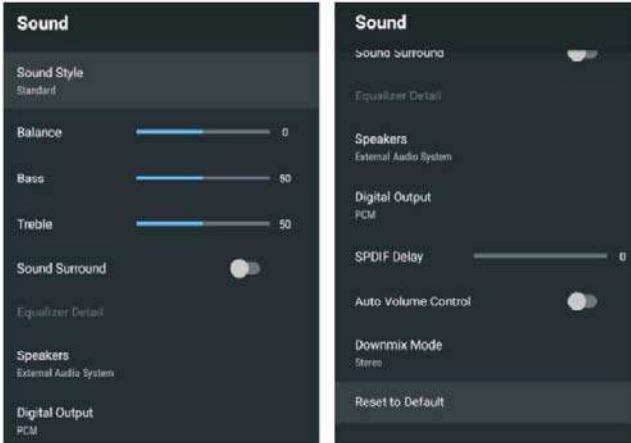 Sound
Sound Style
Standard
Balance 0
Bass 50
Treble 50
Sound Surround
Equalizer Detail
Speakers
External Audio System
Digital Output
PCM
Sound
Sound Surround
Equalizer Detail
Speakers
External Audio System
Digital Output
PCM
SPDIF Delay 0
Auto Volume Control
Downmix Mode
Stereo
Reset to Default